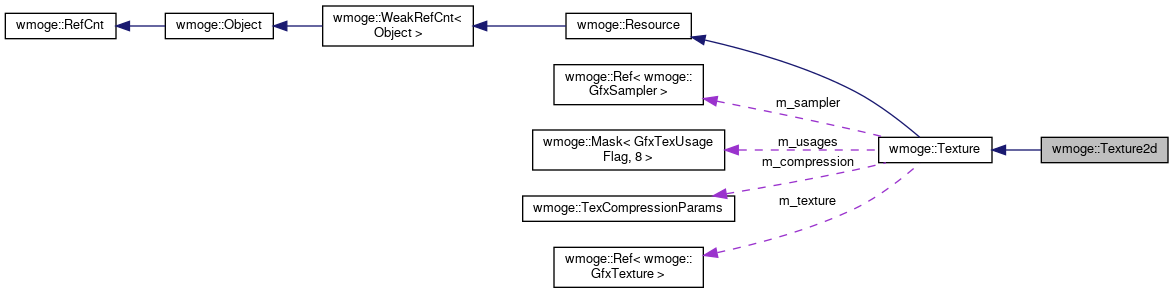 wmoge::RefCnt
wmoge::Object
wmoge::WeakRefCnt<
Object >
wmoge::Resource
wmoge::Ref< wmoge::
GfxSampler >
m_sampler
wmoge::Mask< GfxTexUsage
Flag, 8 >
m_usages
wmoge::Texture
wmoge::Texture2d
m_compression
wmoge::TexCompressionParams
m_texture
wmoge::Ref< wmoge::
GfxTexture >